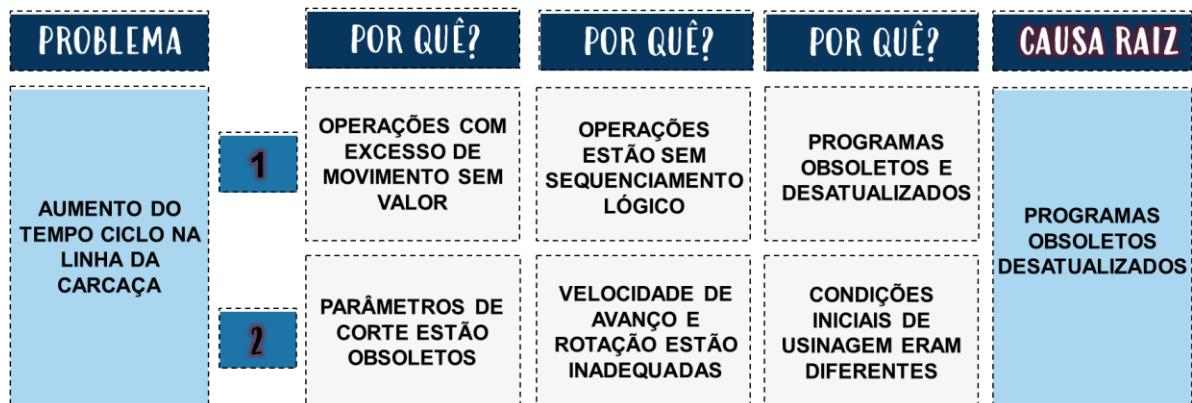 PROBLEMA
POR QUÊ?
POR QUÊ?
POR QUÊ?
CAUSA RAIZ
AUMENTO DO
TEMPO CICLO NA
LINHA DA
CARCAÇA
1
OPERAÇÕES COM
EXCESSO DE
MOVIMENTO SEM
VALOR
OPERAÇÕES
ESTÃO SEM
SEQUENCIAMENTO
LÓGICO
PROGRAMAS
OBSOLETOS E
DESATUALIZADOS
2
PARÂMETROS DE
CORTE ESTÃO
OBSOLETOS
VELOCIDADE DE
AVANÇO E
ROTAÇÃO ESTÃO
INADEQUADAS
CONDIÇÕES
INICIAIS DE
USINAGEM ERAM
DIFERENTES
PROGRAMAS
OBSOLETOS
DESATUALIZADOS